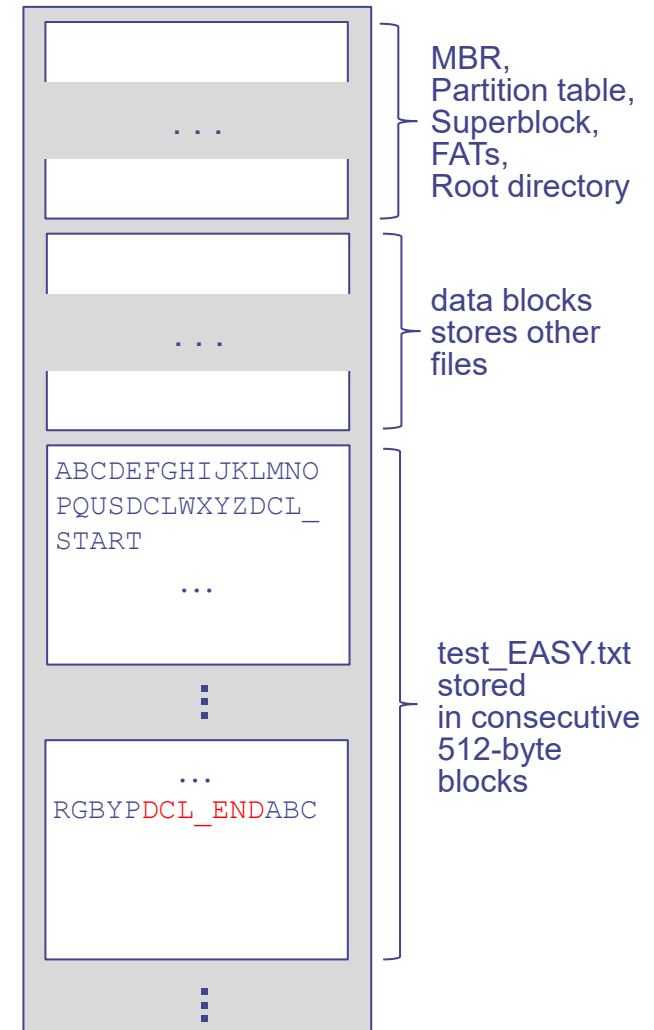 MBR,
Partition table,
Superblock,
FATs,
Root directory
. . .
data blocks
stores other
files
. . .
ABCDEFGHIJKLMNO
PQUSDCLWXYZDCL_
START
...
test_EASY.txt
stored
in consecutive
512-byte
blocks
...
RGBYPDCL_ENDABC